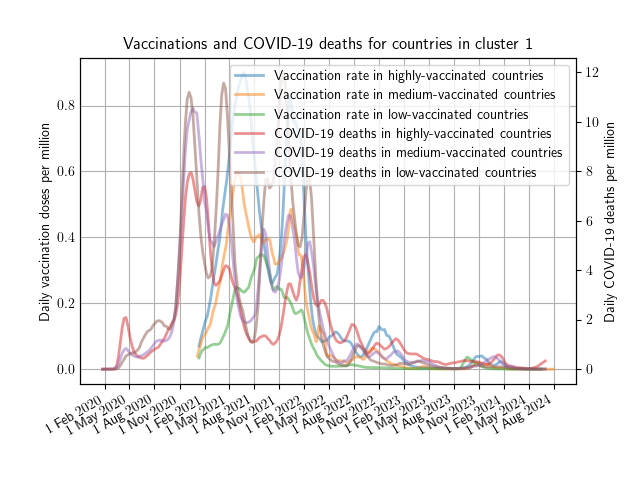 Vaccinations and COVID-19 deaths for countries in cluster 1
Vaccination rate in highly-vaccinated countries
Vaccination rate in medium-vaccinated countries
Vaccination rate in low-vaccinated countries
COVID-19 deaths in highly-vaccinated countries
COVID-19 deaths in medium-vaccinated countries
COVID-19 deaths in low-vaccinated countries
Daily vaccination doses per million
0.8
0.6
0.4
0.2
0.0
12
10
8
6
4
2
0
Daily COVID-19 deaths per million
1 Feb 2020
1 May 2020
1 Aug 2020
1 Nov 2020
1 Feb 2021
1 May 2021
1 Aug 2021
1 Nov 2021
1 Feb 2022
1 May 2022
1 Aug 2022
1 Nov 2022
1 Feb 2023
1 May 2023
1 Aug 2023
1 Nov 2023
1 Feb 2024
1 May 2024
1 Aug 2024